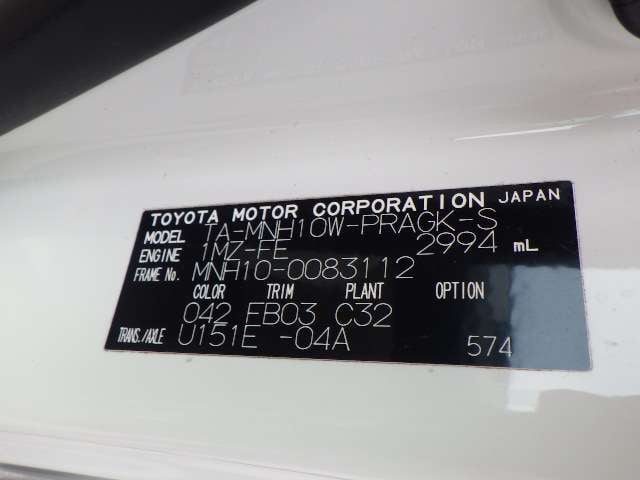 TOYOTA MOTOR CORPORATION JAPAN
MODEL TA-MNH10W-PRAGK-S
ENGINE 1MZ-FE 2994 mL
FRAME No. MNH10-0083112
COLOR TRIM PLANT OPTION
042 FB03 C32
TRANS./AXLE U151E -04A 574